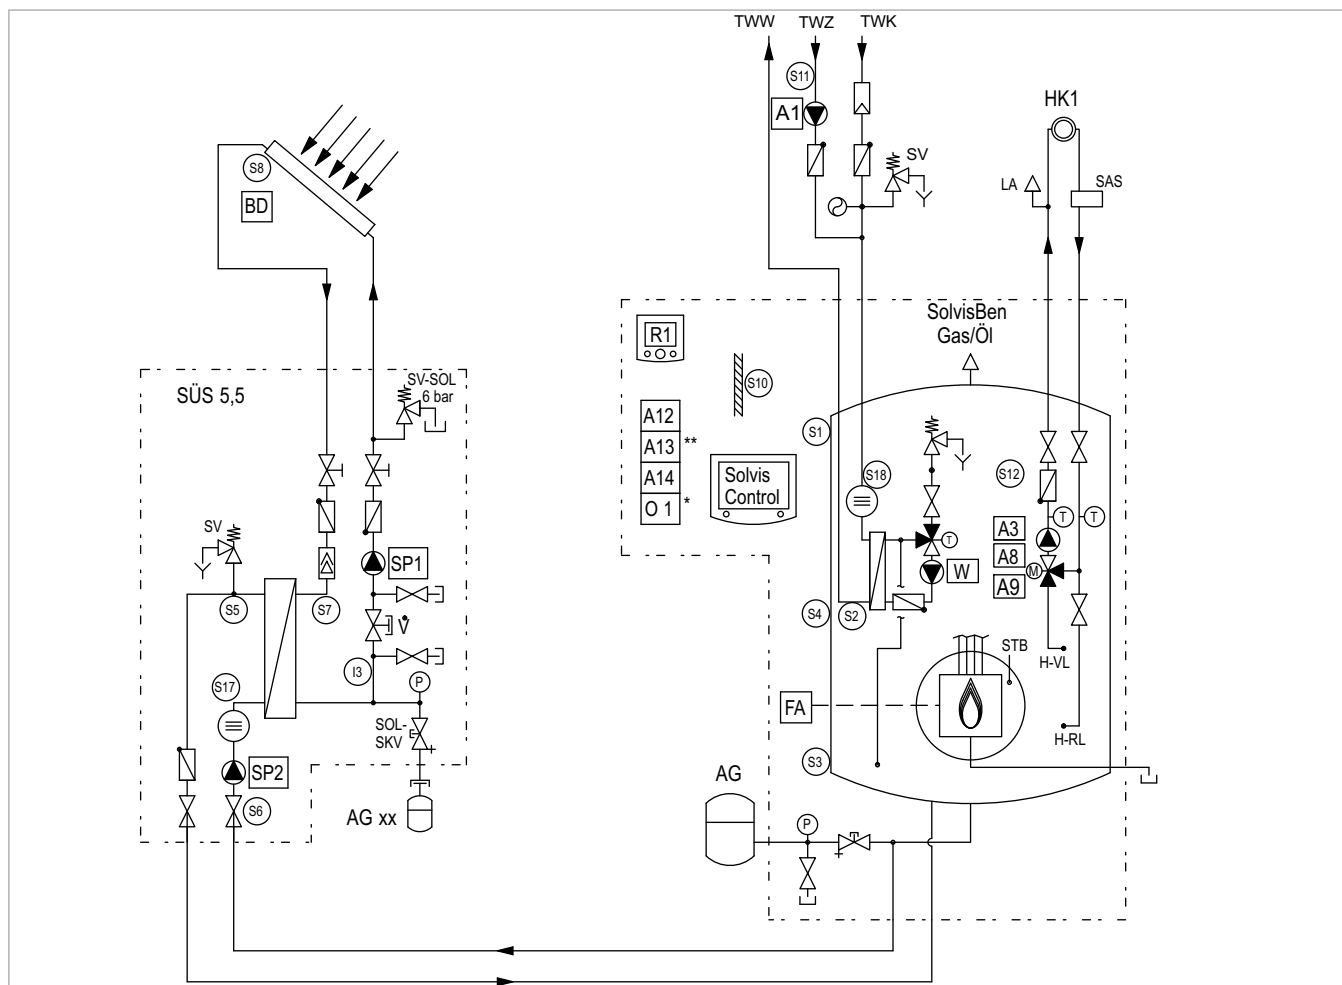 TWW TWZ TWK
S11
A1
HK1
SV
S8
LA
SAS
BD
SolvisBen
Gas/Öl
R1
SV-SOL
6 bar
SÜS 5,5
S10
A12
A13 **
A14
O 1 *
S1
Solvis
Control
S18
S12
T
T
SV
A3
SP1
T
A8
W
M
A9
S5
S7
S4
S2
V̇
STB
H-VL
I3
P
S17
FA
SOL-
SKV
H-RL
S3
SP2
AG
S6
AG xx
P